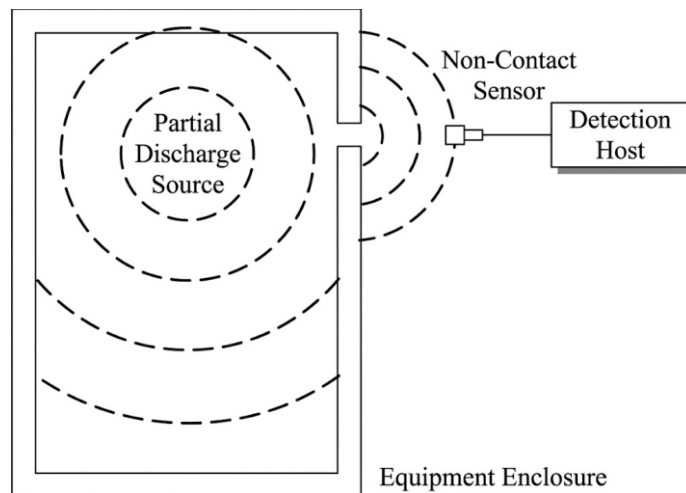 Partial
Discharge
Source
Non-Contact
Sensor
Detection
Host
Equipment Enclosure